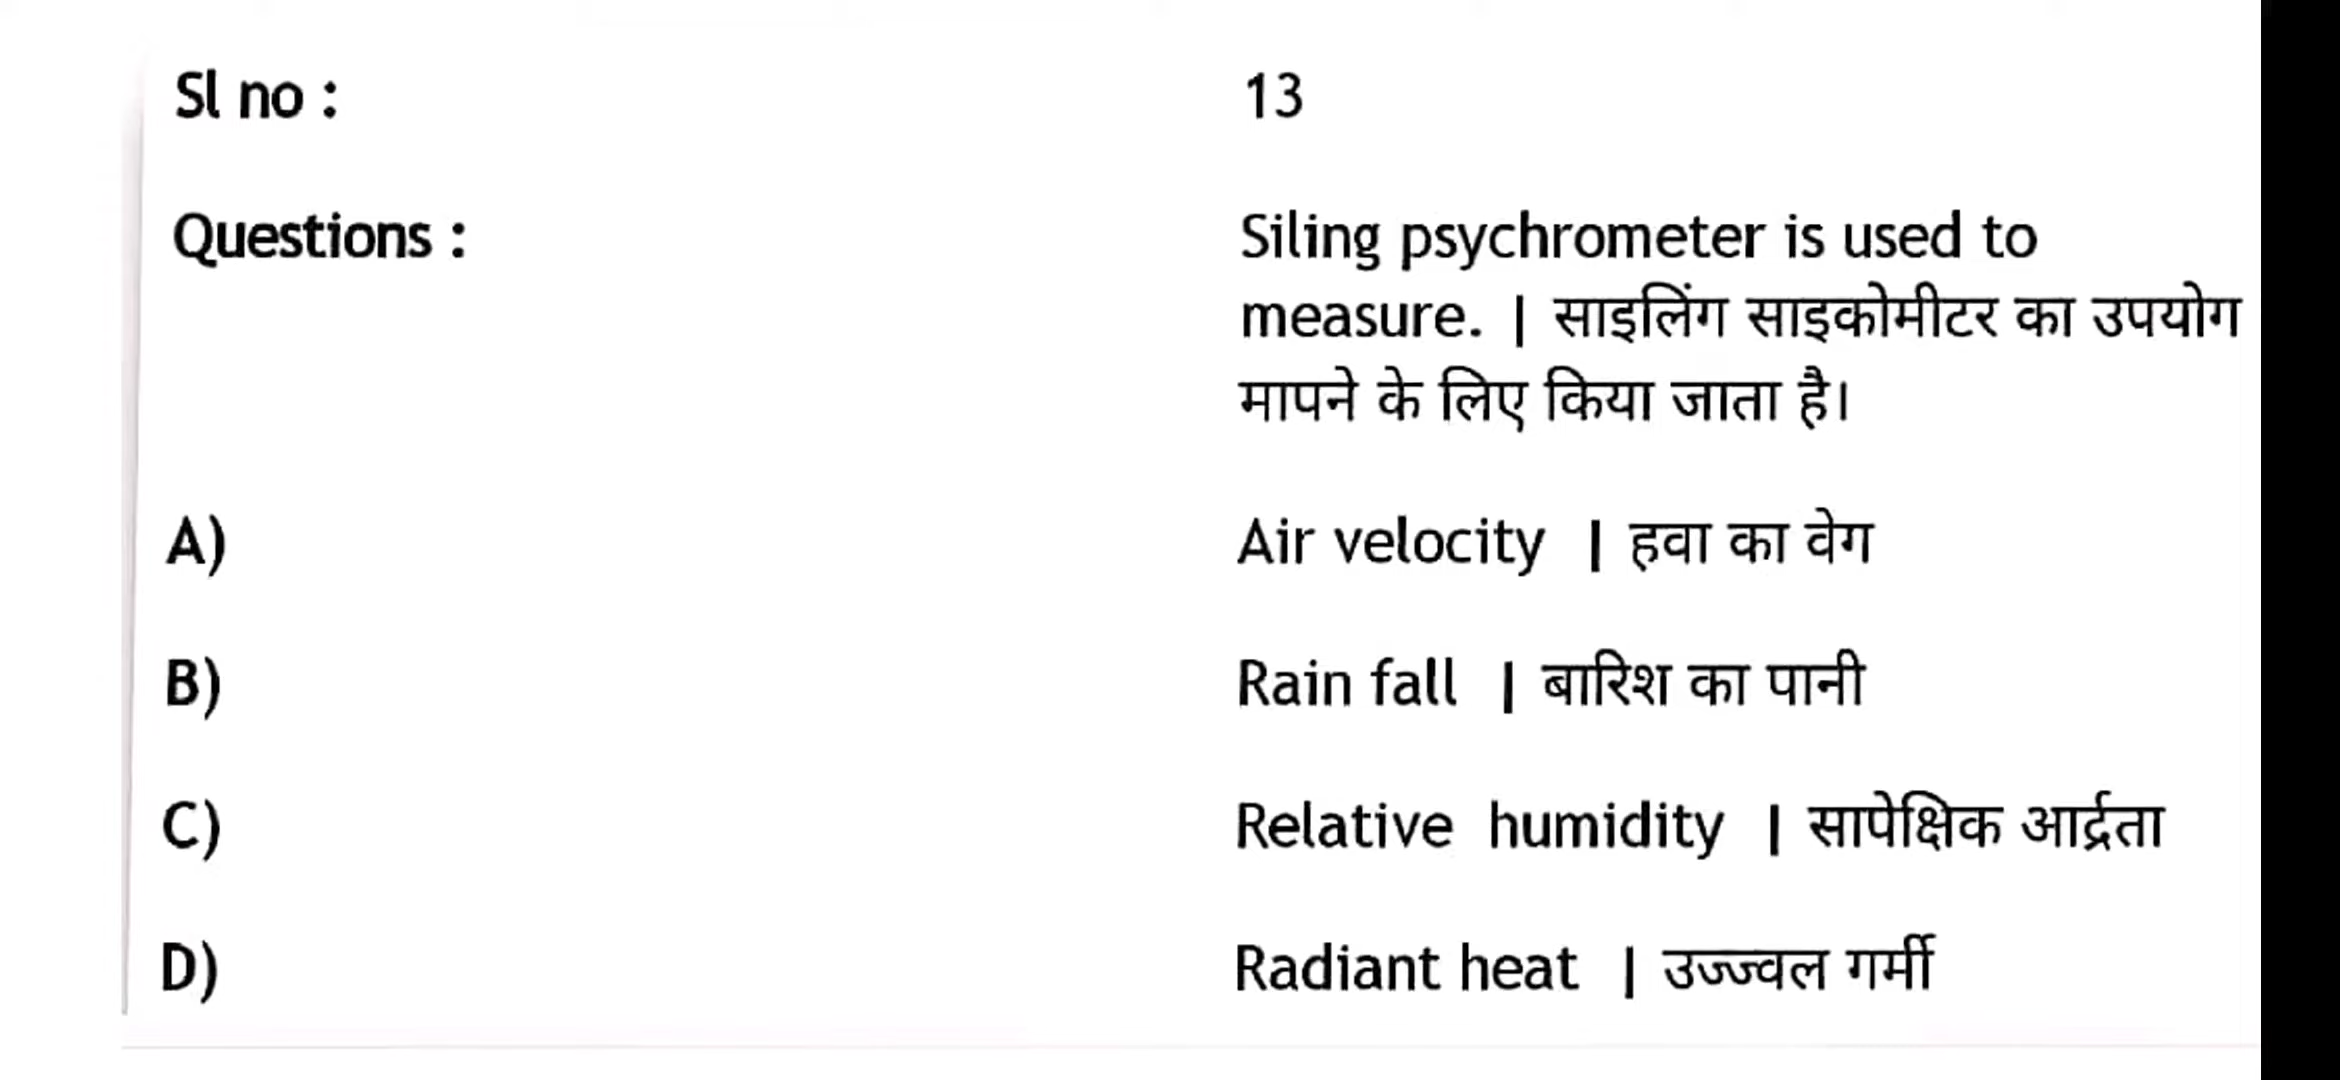 Sl no : 13
Questions : Siling psychrometer is used to
measure. | साइलिंग साइकोमीटर का उपयोग
मापने के लिए किया जाता है।
A) Air velocity | हवा का वेग
B) Rain fall | बारिश का पानी
C) Relative humidity | सापेक्षिक आर्द्रता
D) Radiant heat | उज्ज्वल गर्मी